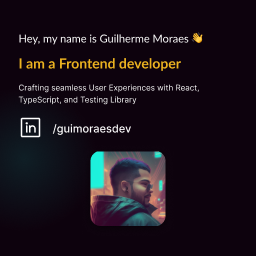 Hey, my name is Guilherme Moraes 👋
I am a Frontend developer
Crafting seamless User Experiences with React,
TypeScript, and Testing Library
in /guimoraesdev